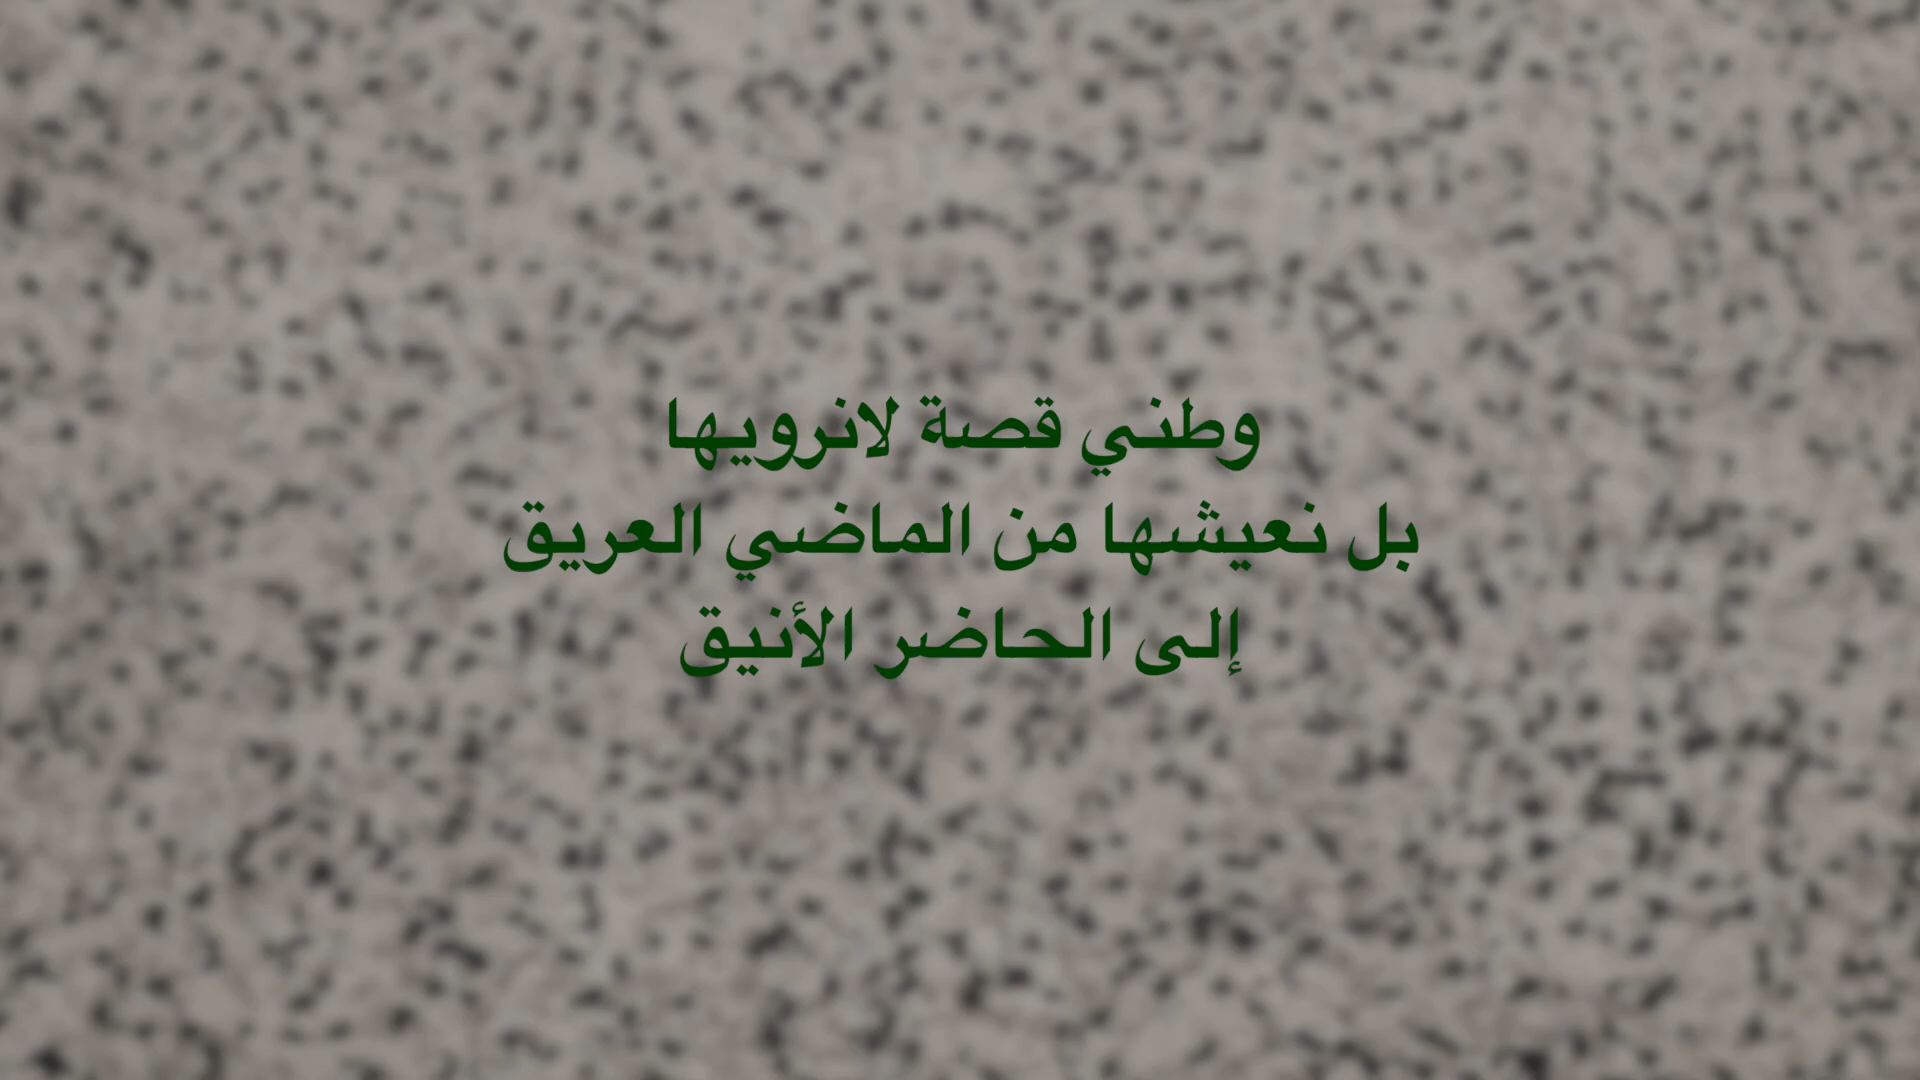 وطني قصة لانرويها
بل نعيشها من الماضي العريق
إلى الحاضر الأنيق